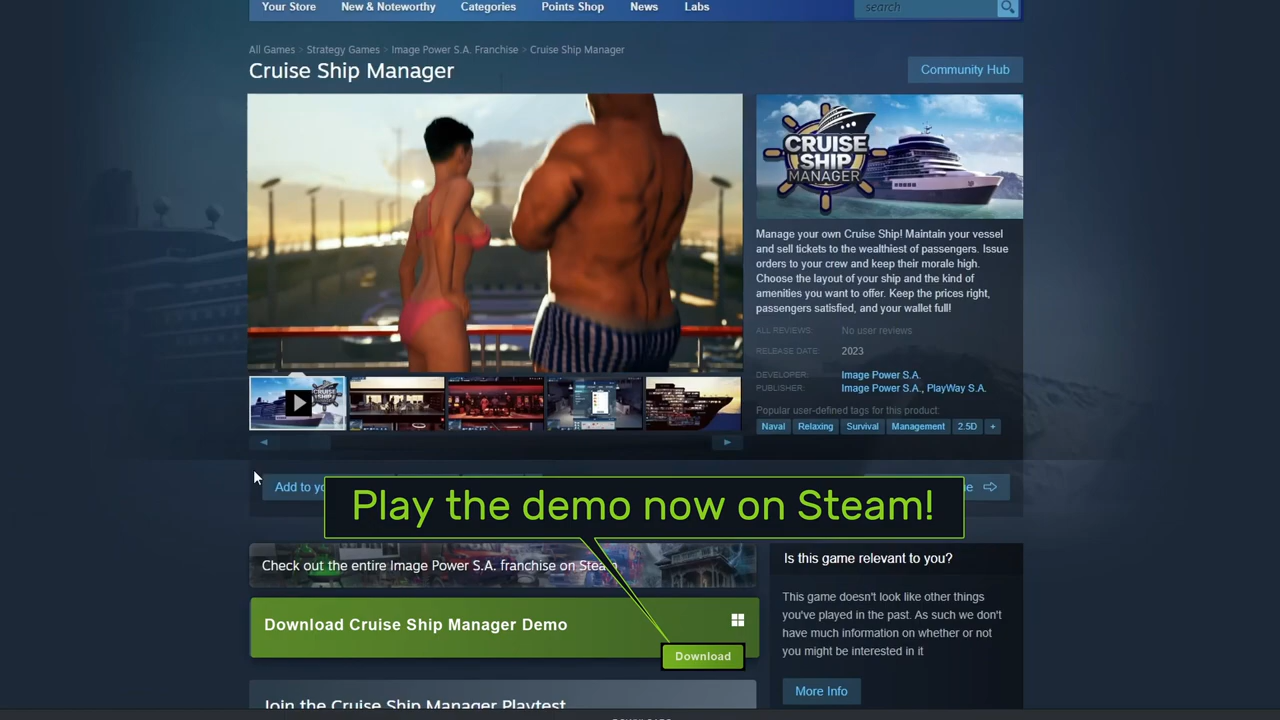 Your Store New & Noteworthy Categories Points Shop News Labs search
All Games > Strategy Games > Image Power S.A. Franchise > Cruise Ship Manager
Cruise Ship Manager
Community Hub
CRUISE
SHIP
MANAGER
Manage your own Cruise Ship! Maintain your vessel
and sell tickets to the wealthiest of passengers. Issue
orders to your crew and keep their morale high.
Choose the layout of your ship and the kind of
amenities you want to offer. Keep the prices right,
passengers satisfied, and your wallet full!
ALL REVIEWS: No user reviews
RELEASE DATE: 2023
DEVELOPER: Image Power S.A.
PUBLISHER: Image Power S.A., PlayWay S.A.
Popular user-defined tags for this product:
Naval Relaxing Survival Management 2.5D +
Add to yo
Play the demo now on Steam!
Check out the entire Image Power S.A. franchise on Steam
Download Cruise Ship Manager Demo
Download
Join the Cruise Ship Manager Playtest
Is this game relevant to you?
This game doesn't look like other things
you've played in the past. As such we don't
have much information on whether or not
you might be interested in it
More Info